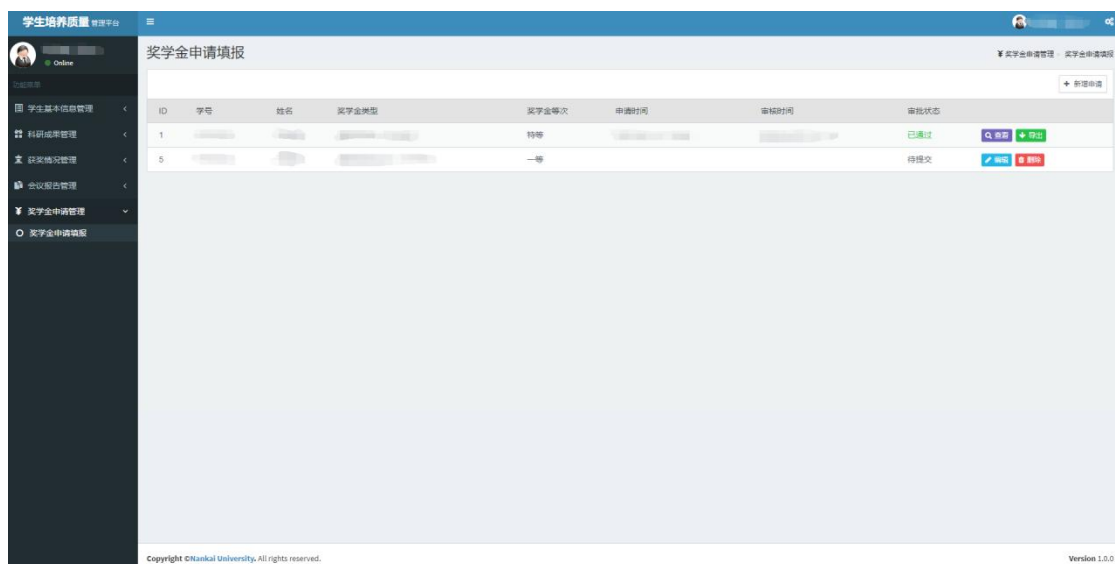 学生培养质量 管理平台
Online
功能菜单
学生基本信息管理
科研成果管理
获奖情况管理
会议报告管理
¥ 奖学金申请管理
奖学金申请填报
奖学金申请填报
¥ 奖学金申请管理 - 奖学金申请填报
+ 新增申请
ID 学号 姓名 奖学金类型 奖学金等次 申请时间 审核时间 审批状态
1 特等 已通过 查看 导出
5 一等 待提交 编辑 删除
Copyright ©Nankai University. All rights reserved.
Version 1.0.0